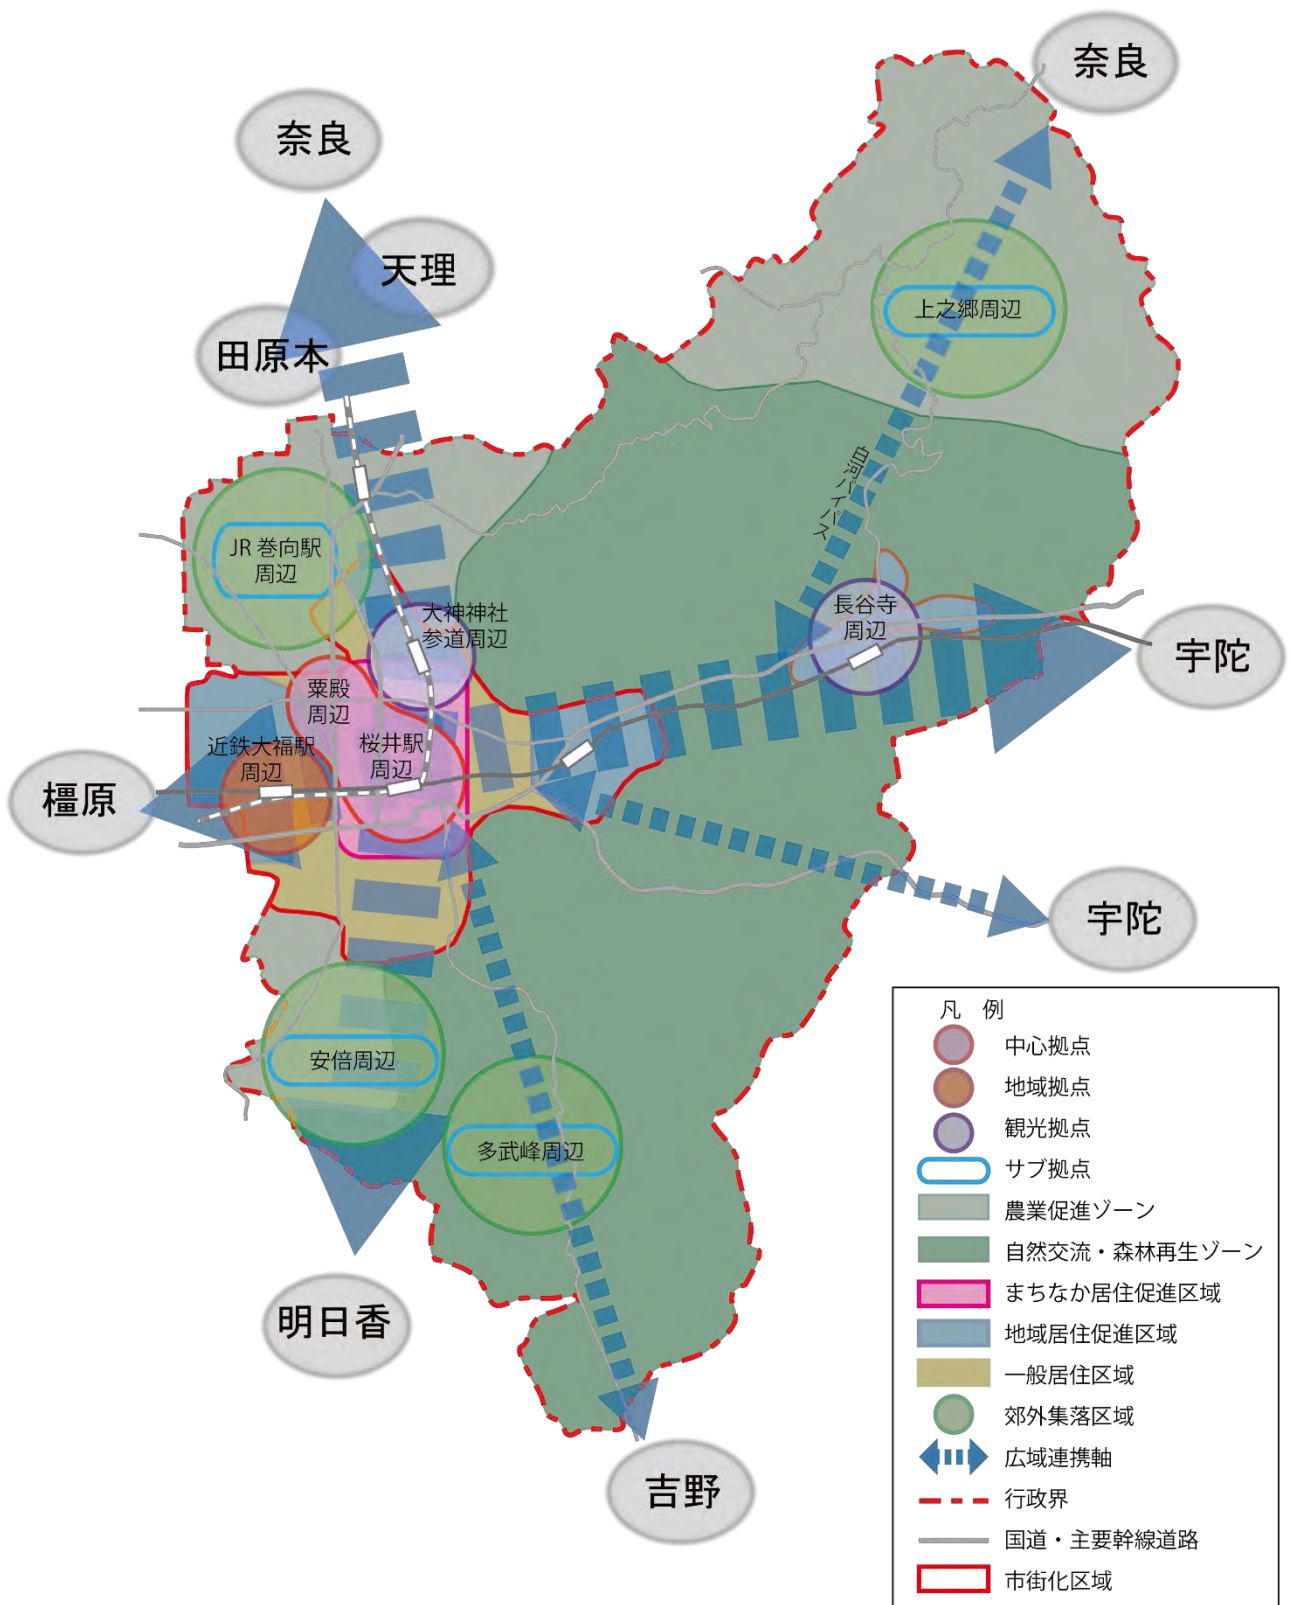 奈良
奈良
天理
田原本
上之郷周辺
白河バイパス
JR 巻向駅
周辺
大神神社
参道周辺
長谷寺
周辺
宇陀
粟殿
周辺
近鉄大福駅
周辺
桜井駅
周辺
橿原
宇陀
安倍周辺
多武峰周辺
明日香
吉野
凡 例
中心拠点
地域拠点
観光拠点
サブ拠点
農業促進ゾーン
自然交流・森林再生ゾーン
まちなか居住促進区域
地域居住促進区域
一般居住区域
郊外集落区域
広域連携軸
行政界
国道・主要幹線道路
市街化区域